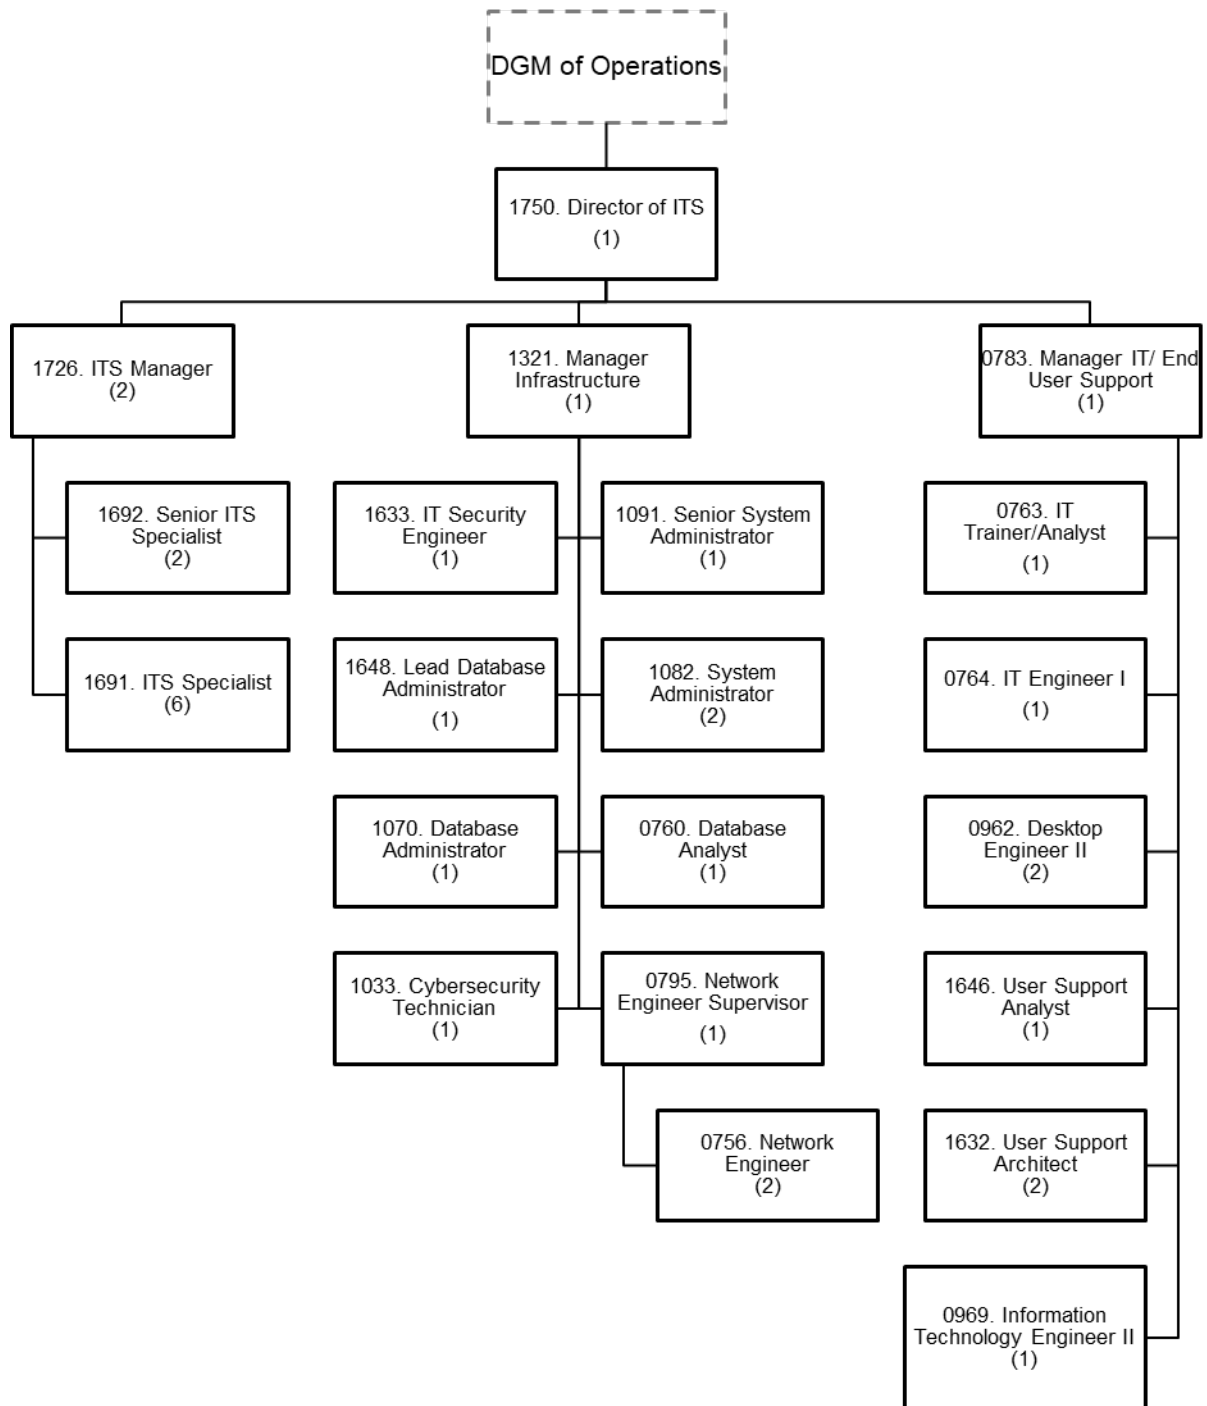 DGM of Operations
1750. Director of ITS
(1)
1726. ITS Manager
(2)
1321. Manager
Infrastructure
(1)
0783. Manager IT/ End
User Support
(1)
1692. Senior ITS
Specialist
(2)
1633. IT Security
Engineer
(1)
1091. Senior System
Administrator
(1)
0763. IT
Trainer/Analyst
(1)
1691. ITS Specialist
(6)
1648. Lead Database
Administrator
(1)
1082. System
Administrator
(2)
0764. IT Engineer I
(1)
1070. Database
Administrator
(1)
0760. Database
Analyst
(1)
0962. Desktop
Engineer II
(2)
1033. Cybersecurity
Technician
(1)
0795. Network
Engineer Supervisor
(1)
1646. User Support
Analyst
(1)
0756. Network
Engineer
(2)
1632. User Support
Architect
(2)
0969. Information
Technology Engineer II
(1)